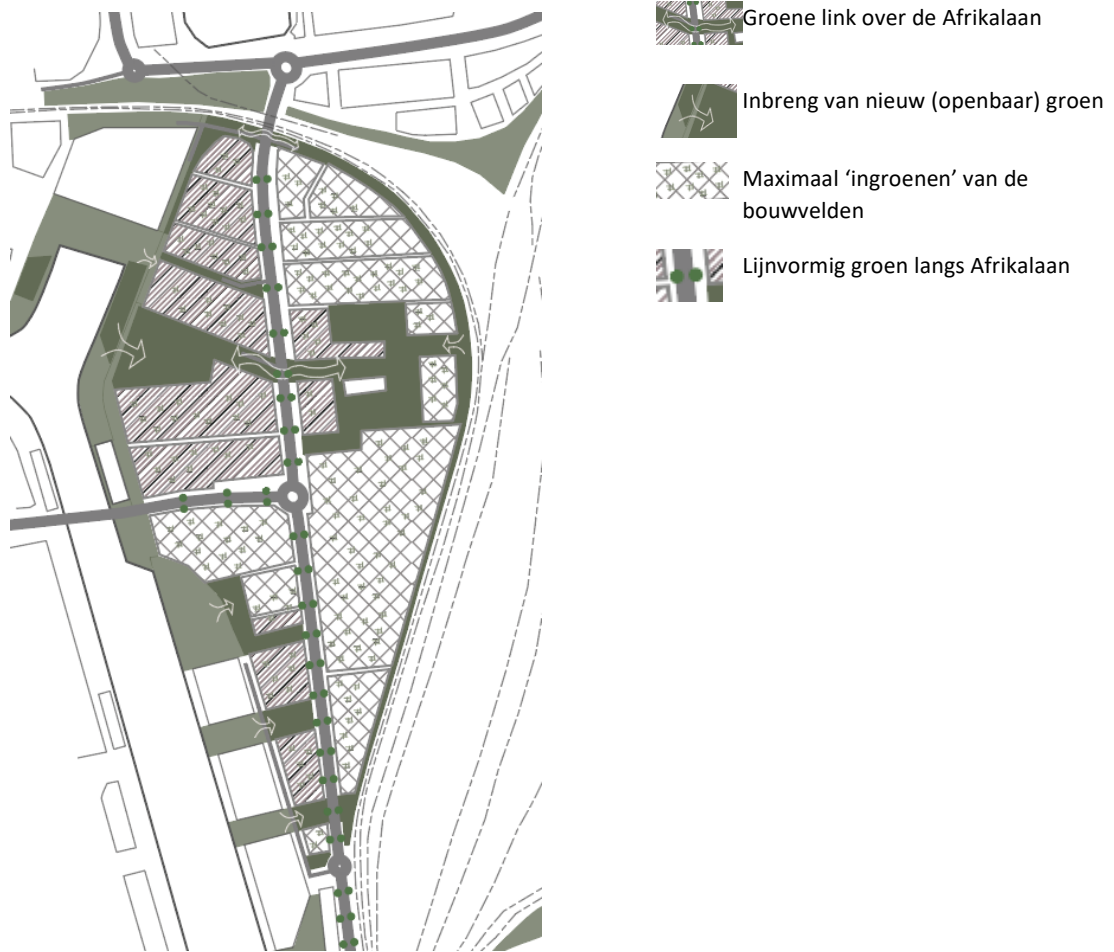 Groene link over de Afrikalaan
Inbreng van nieuw (openbaar) groen
Maximaal ‘ingroenen’ van de
bouwvelden
Lijnvormig groen langs Afrikalaan